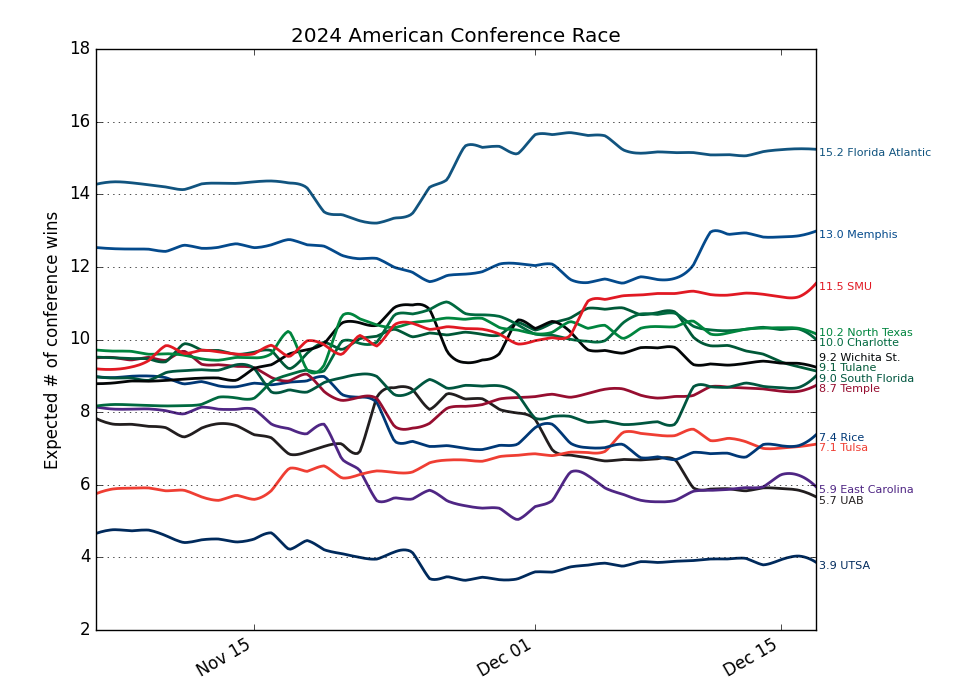 2024 American Conference Race
Expected # of conference wins
18
16
14
12
10
8
6
4
2
15.2 Florida Atlantic
13.0 Memphis
11.5 SMU
10.2 North Texas
10.0 Charlotte
9.2 Wichita St.
9.1 Tulane
9.0 South Florida
8.7 Temple
7.4 Rice
7.1 Tulsa
5.9 East Carolina
5.7 UAB
3.9 UTSA
Nov 15
Dec 01
Dec 15